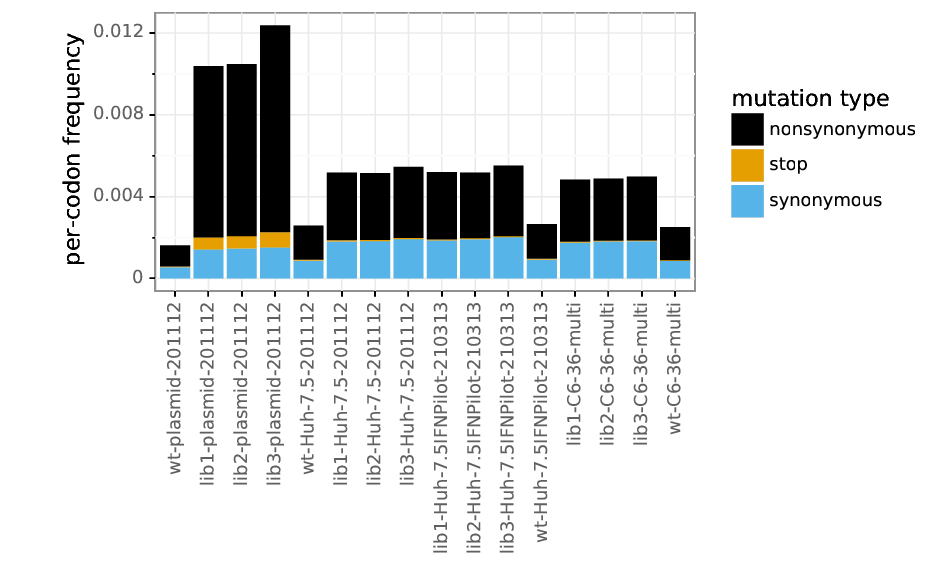 per-codon frequency
0.012
0.008
0.004
0
wt-plasmid-201112
lib1-plasmid-201112
lib2-plasmid-201112
lib3-plasmid-201112
wt-Huh-7.5-201112
lib1-Huh-7.5-201112
lib2-Huh-7.5-201112
lib3-Huh-7.5-201112
lib1-Huh-7.5IFNPilot-210313
lib2-Huh-7.5IFNPilot-210313
lib3-Huh-7.5IFNPilot-210313
wt-Huh-7.5IFNPilot-210313
lib1-C6-36-multi
lib2-C6-36-multi
lib3-C6-36-multi
wt-C6-36-multi
mutation type
nonsynonymous
stop
synonymous